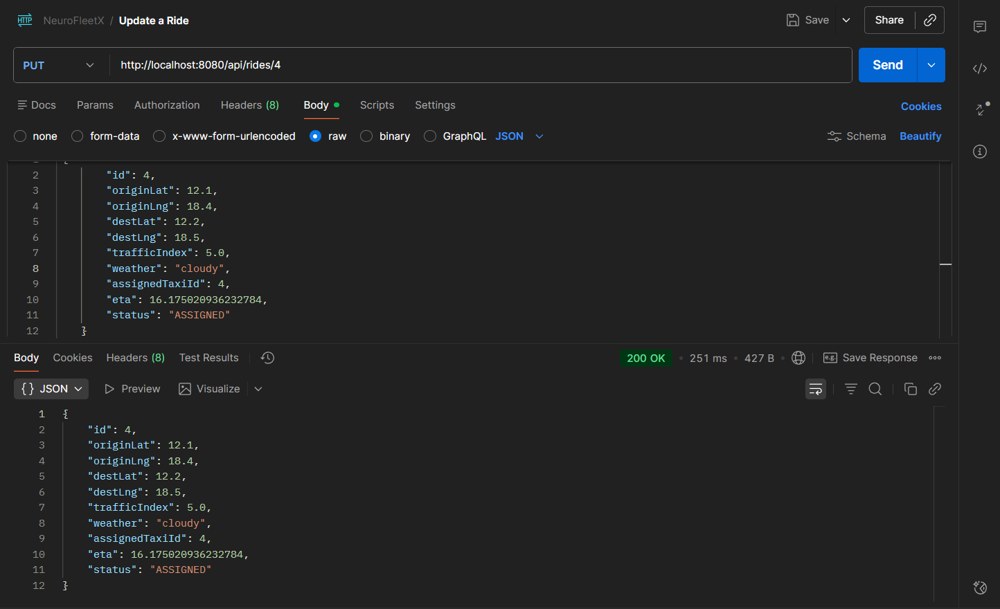 HTTP NeuroFleetX / Update a Ride Save Share
PUT http://localhost:8080/api/rides/4 Send
Docs Params Authorization Headers (8) Body Scripts Settings Cookies
none form-data x-www-form-urlencoded raw binary GraphQL JSON Schema Beautify
2 "id": 4,
3 "originLat": 12.1,
4 "originLng": 18.4,
5 "destLat": 12.2,
6 "destLng": 18.5,
7 "trafficIndex": 5.0,
8 "weather": "cloudy",
9 "assignedTaxiId": 4,
10 "eta": 16.175020936232784,
11 "status": "ASSIGNED"
12 }
Body Cookies Headers (8) Test Results 200 OK • 251 ms • 427 B • e.g. Save Response
{} JSON Preview Visualize
1 {
2 "id": 4,
3 "originLat": 12.1,
4 "originLng": 18.4,
5 "destLat": 12.2,
6 "destLng": 18.5,
7 "trafficIndex": 5.0,
8 "weather": "cloudy",
9 "assignedTaxiId": 4,
10 "eta": 16.175020936232784,
11 "status": "ASSIGNED"
12 }